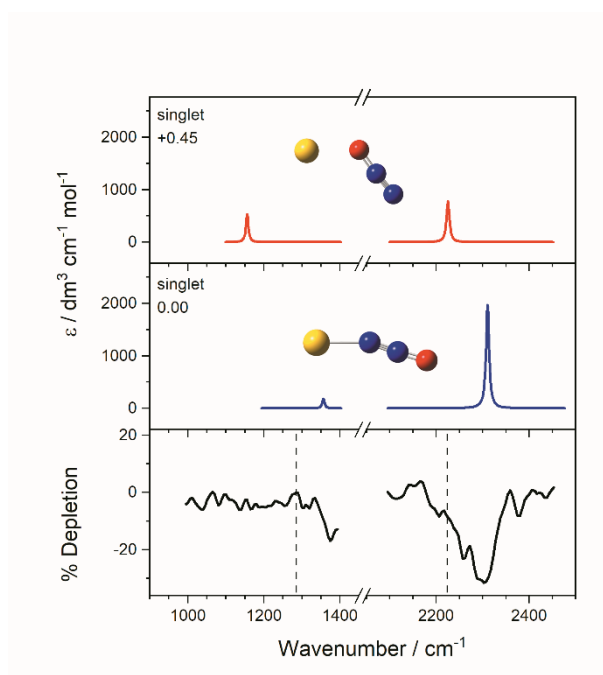 singlet
+0.45
2000
1000
0
singlet
0.00
2000
1000
0
ε / dm³ cm⁻¹ mol⁻¹
20
0
-20
% Depletion
1000 1200 1400 2200 2400
Wavenumber / cm⁻¹